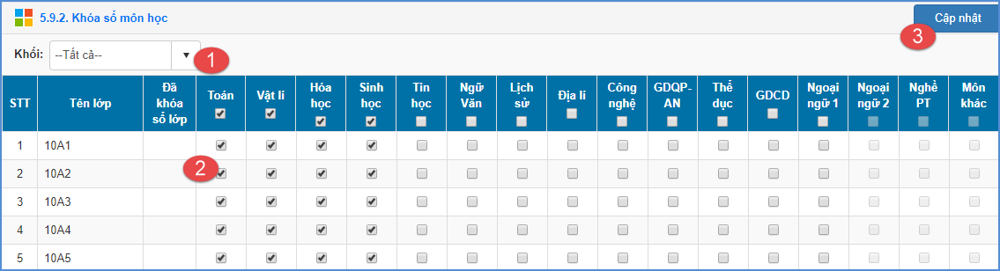 5.9.2. Khóa sổ môn học
Cập nhật
3
Khối: --Tất cả--
1
STT Tên lớp Đã khóa sổ lớp Toán Vật lí Hóa học Sinh học Tin học Ngữ Văn Lịch sử Địa lí Công nghệ GDQP-AN Thể dục GDCD Ngoại ngữ 1 Ngoại ngữ 2 Nghề PT Môn khác
1 10A1
2 10A2
2
3 10A3
4 10A4
5 10A5